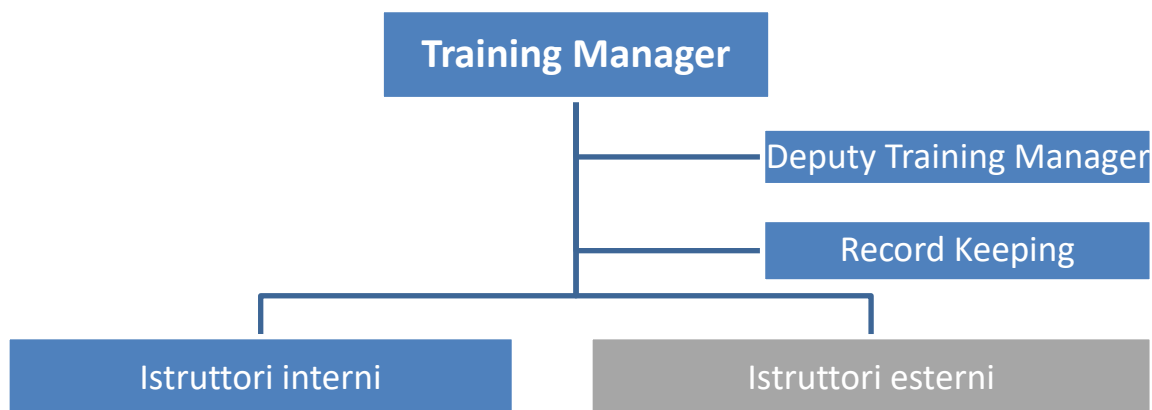 Training Manager
Deputy Training Manager
Record Keeping
Istruttori interni
Istruttori esterni